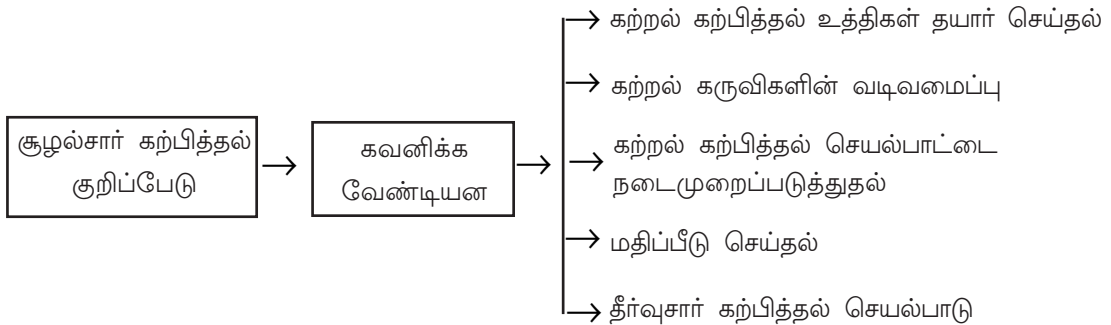 சூழல்சார் கற்பித்தல்
குறிப்பேடு
கவனிக்க
வேண்டியன
கற்றல் கற்பித்தல் உத்திகள் தயார் செய்தல்
கற்றல் கருவிகளின் வடிவமைப்பு
கற்றல் கற்பித்தல் செயல்பாட்டை
நடைமுறைப்படுத்துதல்
மதிப்பீடு செய்தல்
தீர்வுசார் கற்பித்தல் செயல்பாடு